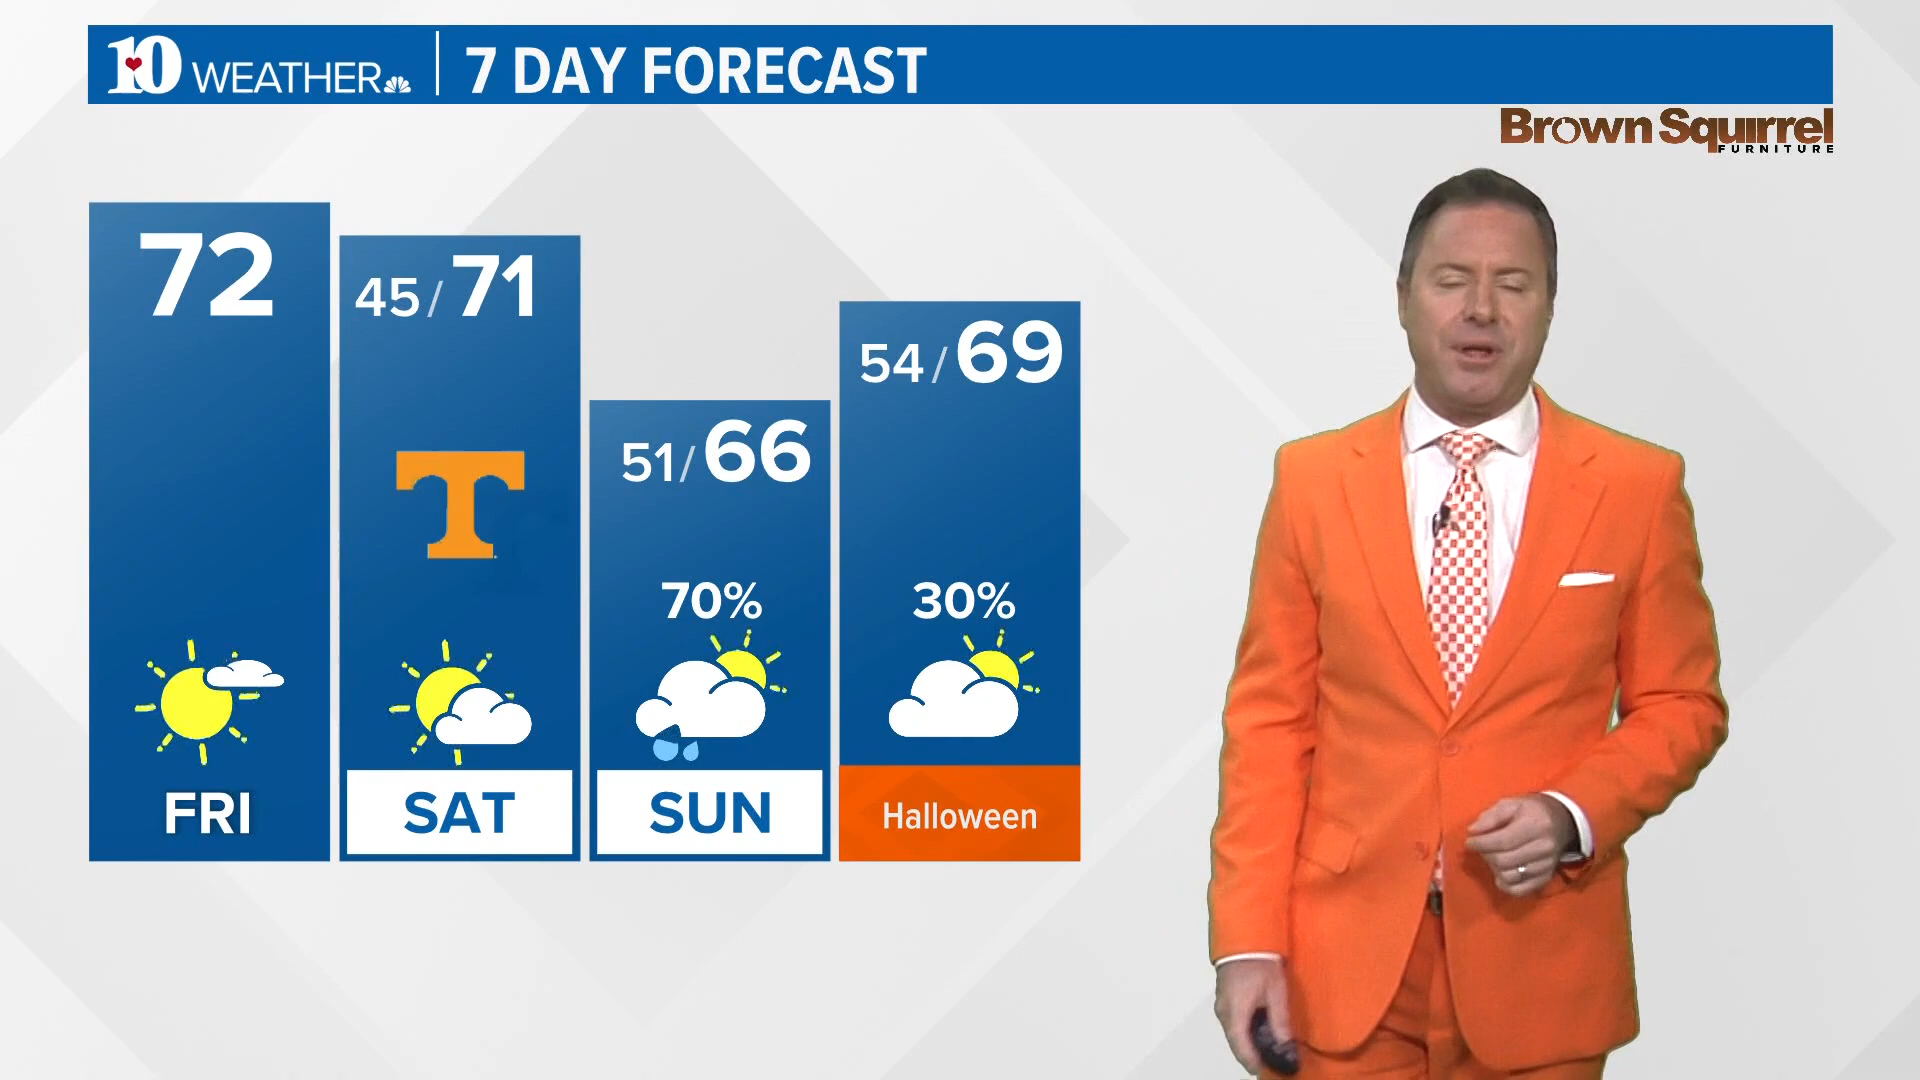 10 WEATHER | 7 DAY FORECAST
Brown Squirrel
FURNITURE
72
FRI
45/71
T
SAT
51/66
70%
SUN
54/69
30%
Halloween